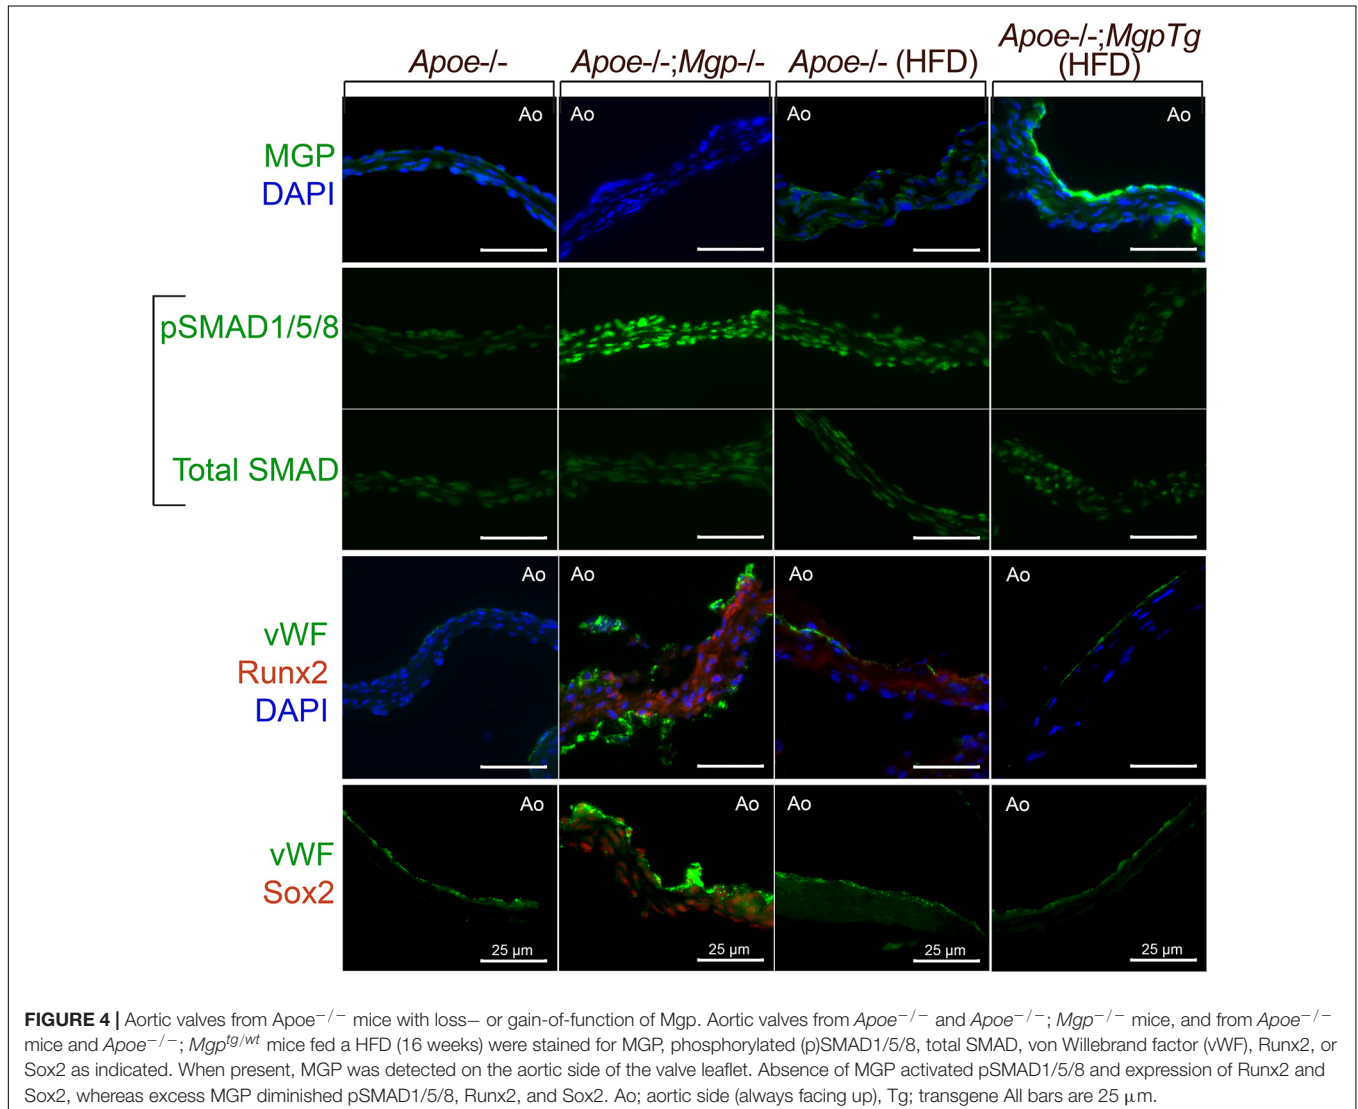 Apoe-/- Apoe-/-;Mgp-/- Apoe-/- (HFD) Apoe-/-;MgpTg
(HFD)
MGP
DAPI
Ao Ao Ao Ao
pSMAD1/5/8
Total SMAD
vWF
Runx2
DAPI
Ao Ao Ao Ao
vWF
Sox2
Ao Ao Ao Ao
25 µm 25 µm 25 µm 25 µm
FIGURE 4 | Aortic valves from Apoe−/− mice with loss− or gain-of-function of Mgp. Aortic valves from Apoe−/− and Apoe−/−; Mgp−/− mice, and from Apoe−/−
mice and Apoe−/−; Mgptg/wt mice fed a HFD (16 weeks) were stained for MGP, phosphorylated (p)SMAD1/5/8, total SMAD, von Willebrand factor (vWF), Runx2, or
Sox2 as indicated. When present, MGP was detected on the aortic side of the valve leaflet. Absence of MGP activated pSMAD1/5/8 and expression of Runx2 and
Sox2, whereas excess MGP diminished pSMAD1/5/8, Runx2, and Sox2. Ao; aortic side (always facing up), Tg; transgene All bars are 25 µm.